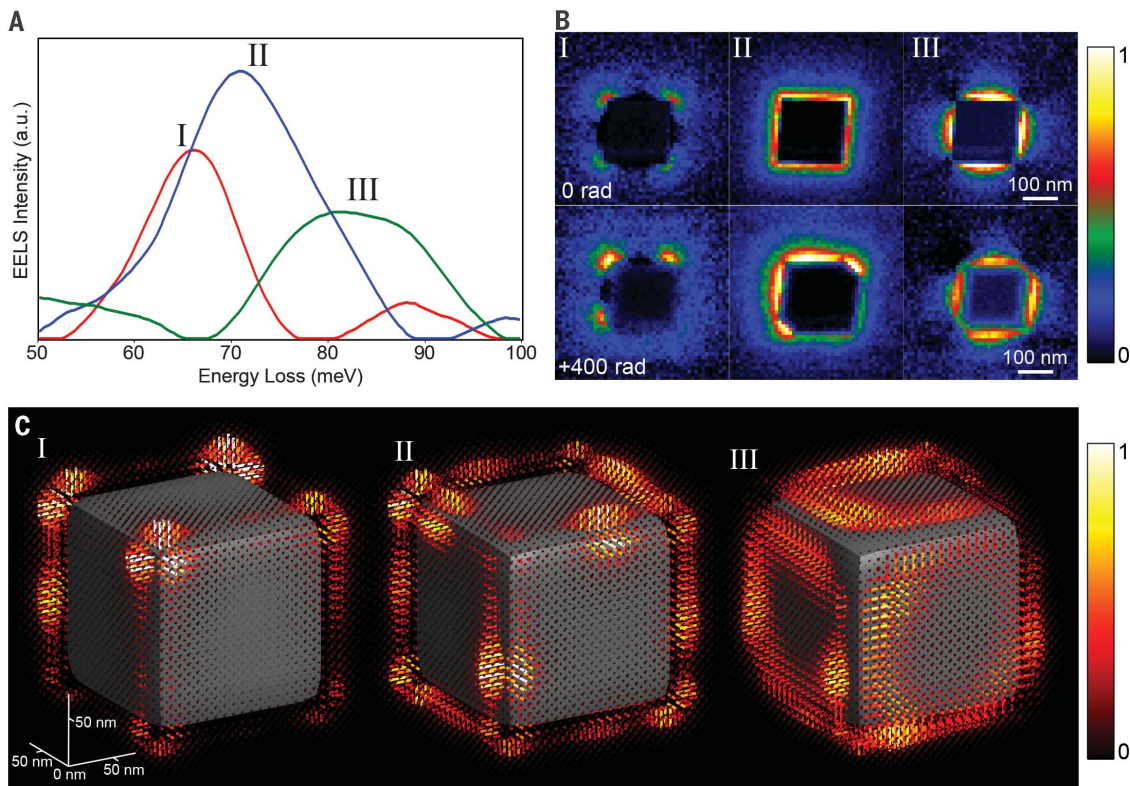 A
EELS Intensity (a.u.)
I
II
III
50 60 70 80 90 100
Energy Loss (meV)
B
I II III
1
0 rad
100 nm
+400 rad
100 nm
0
C
I II III
1
50 nm
50 nm
0 nm
50 nm
0